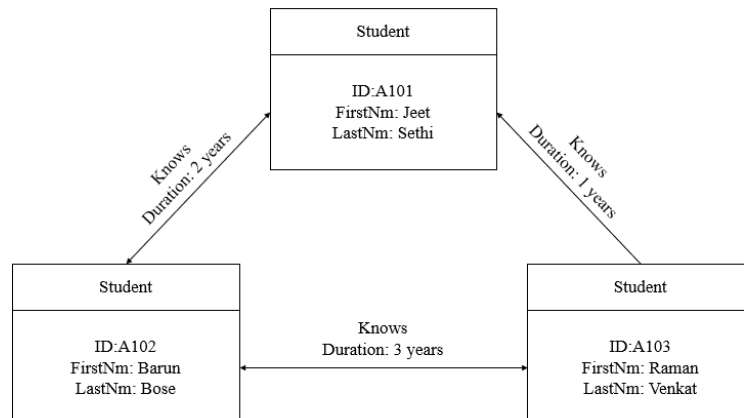 Student
ID:A101
FirstNm: Jeet
LastNm: Sethi
Knows
Duration: 2 years
Knows
Duration: 1 years
Student
ID:A102
FirstNm: Barun
LastNm: Bose
Knows
Duration: 3 years
Student
ID:A103
FirstNm: Raman
LastNm: Venkat